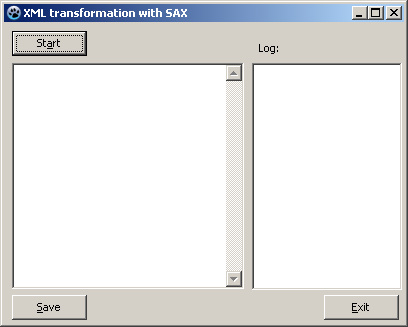 XML transformation with SAX
Start
Log:
Save
Exit